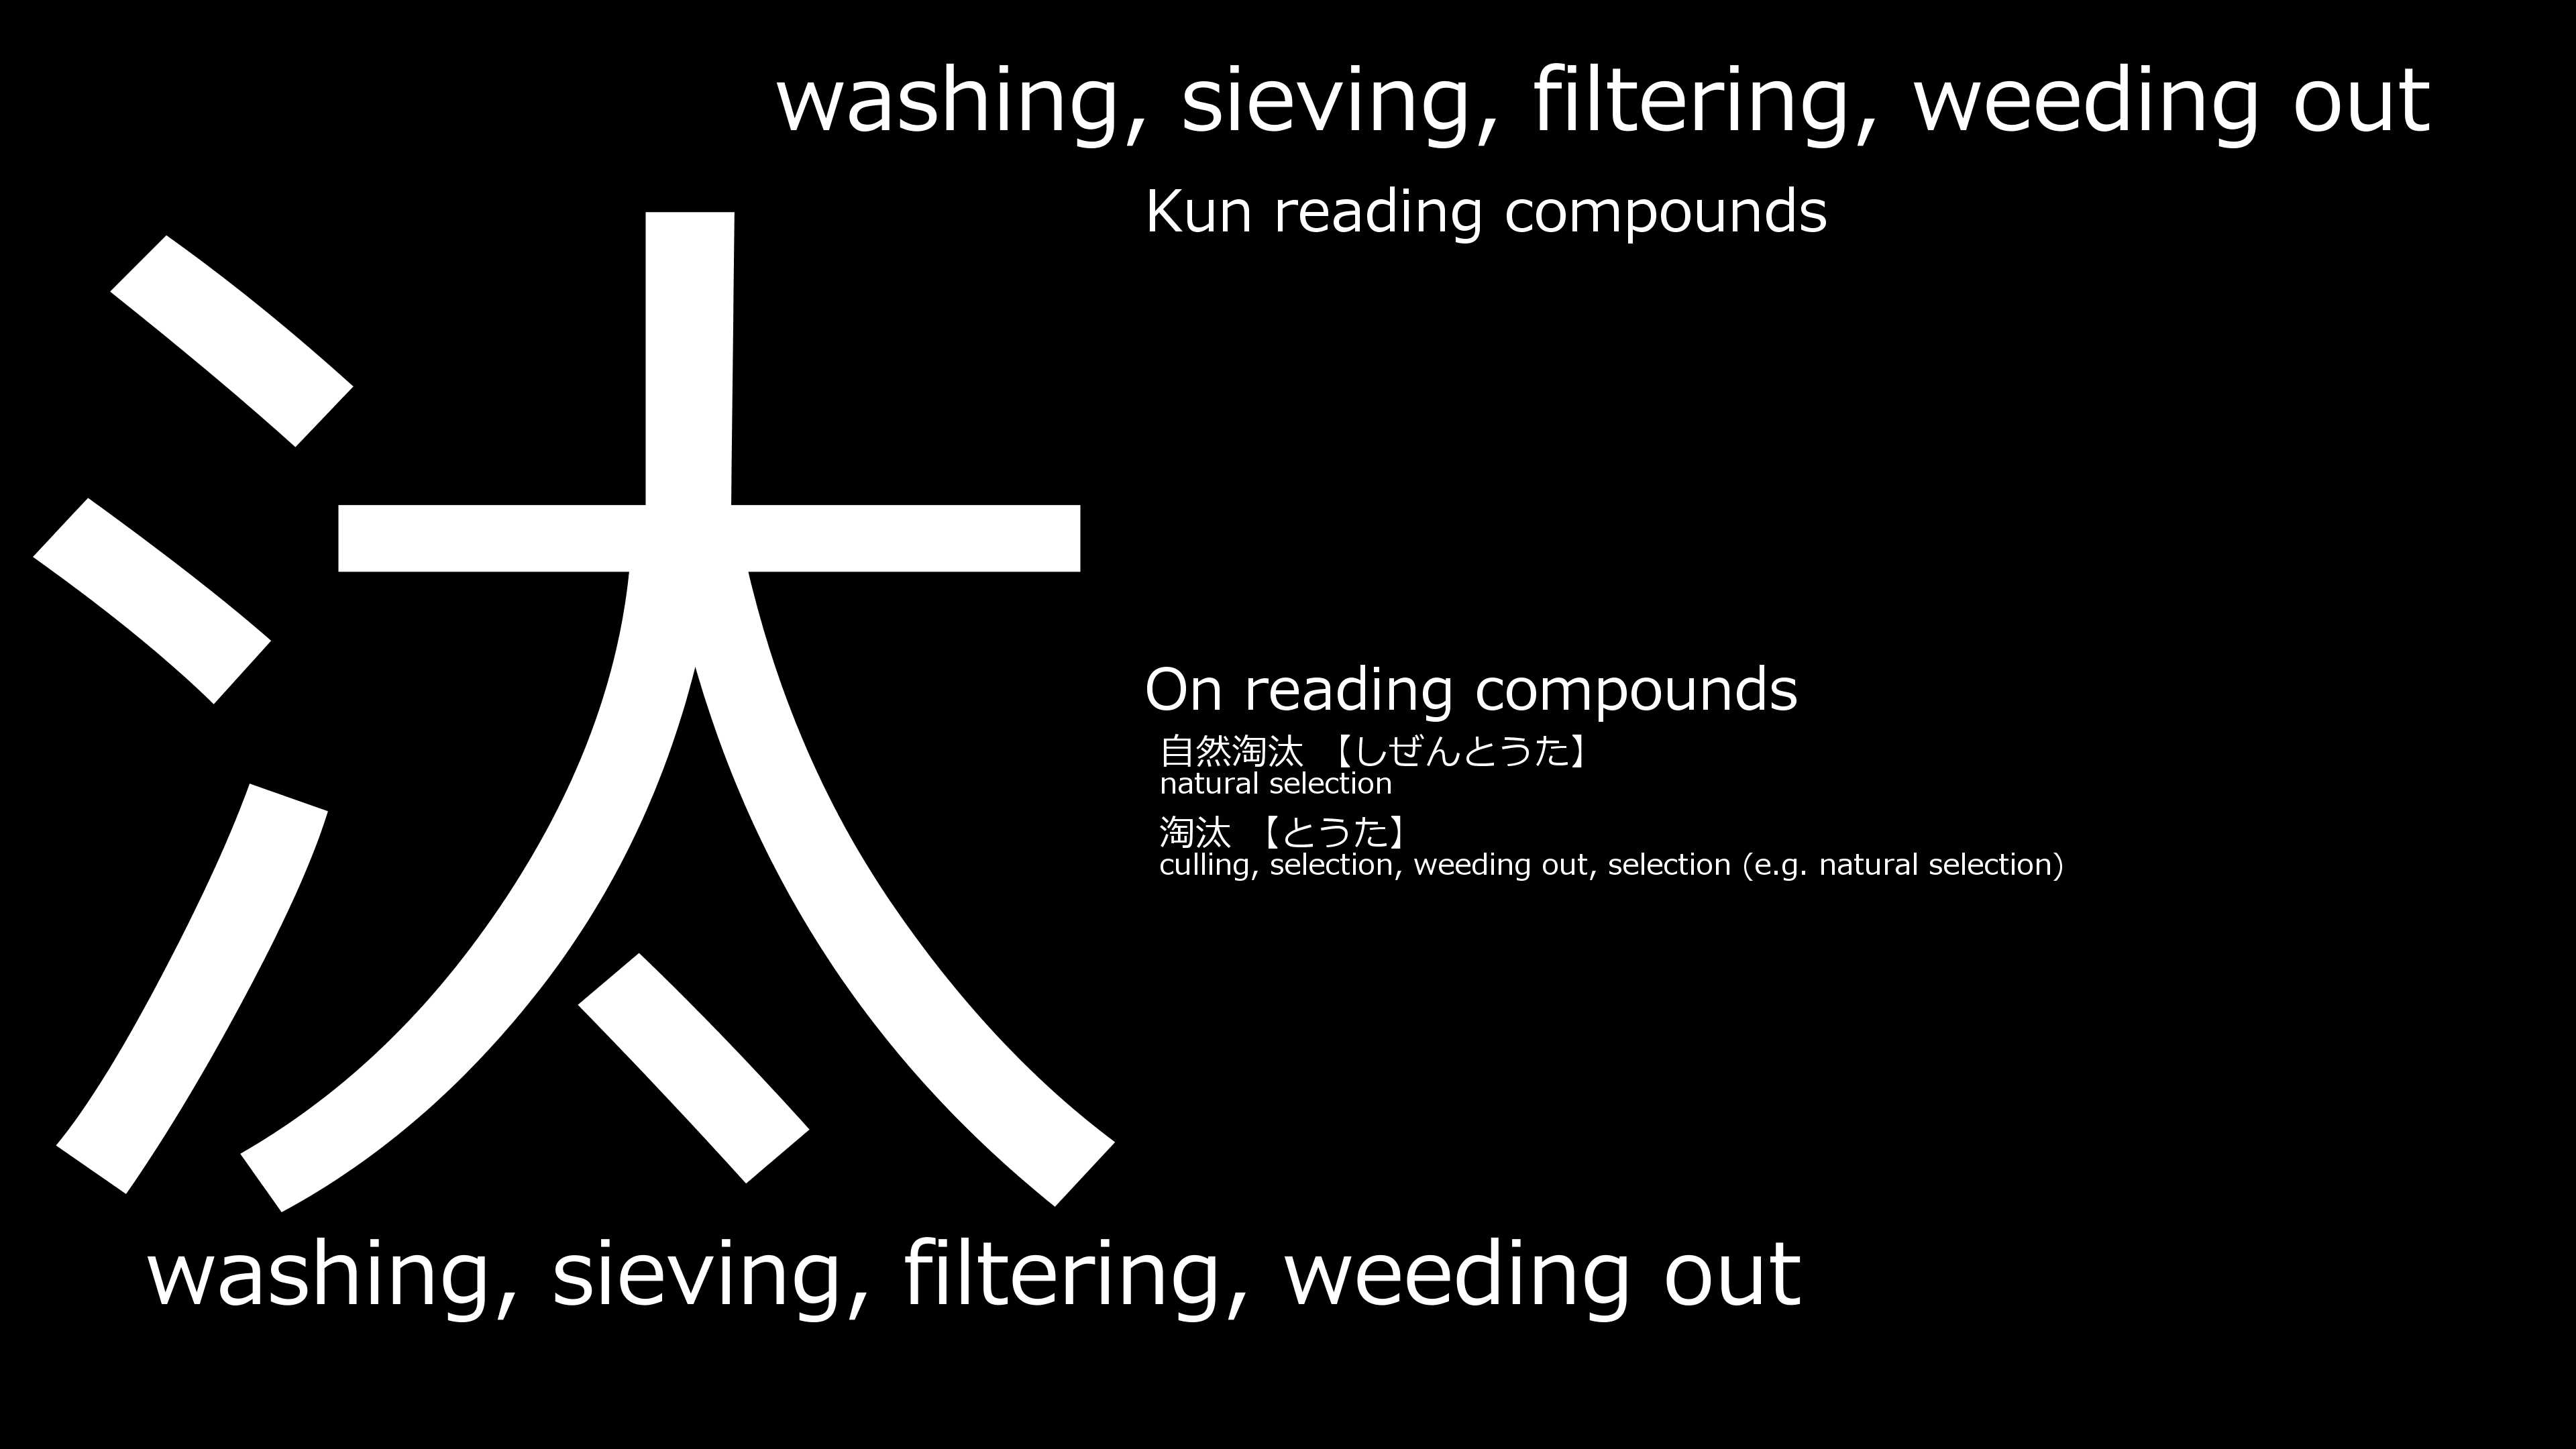 washing, sieving, filtering, weeding out
Kun reading compounds
汰
On reading compounds
自然淘汰 【しぜんとうた】
natural selection
淘汰 【とうた】
culling, selection, weeding out, selection (e.g. natural selection)
washing, sieving, filtering, weeding out